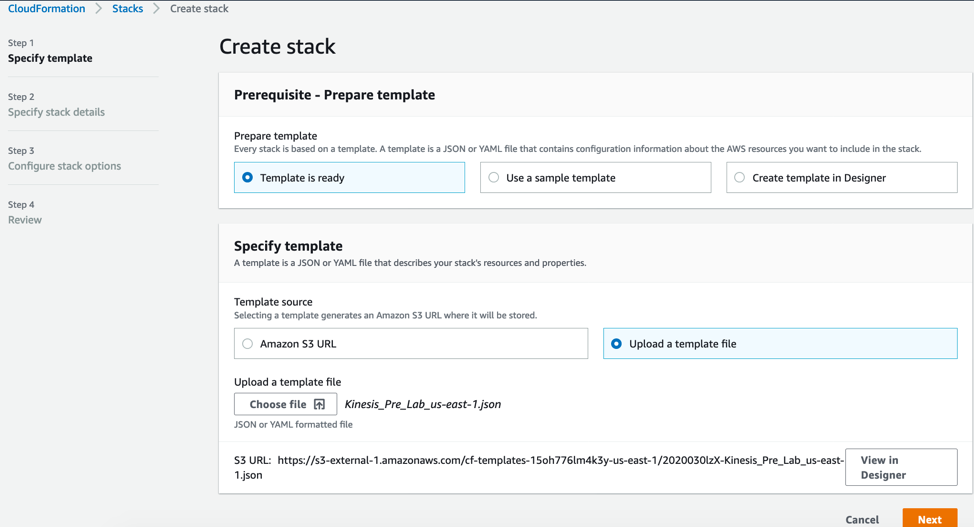 CloudFormation > Stacks > Create stack
Step 1
Specify template
Step 2
Specify stack details
Step 3
Configure stack options
Step 4
Review
Create stack
Prerequisite - Prepare template
Prepare template
Every stack is based on a template. A template is a JSON or YAML file that contains configuration information about the AWS resources you want to include in the stack.
Template is ready
Use a sample template
Create template in Designer
Specify template
A template is a JSON or YAML file that describes your stack's resources and properties.
Template source
Selecting a template generates an Amazon S3 URL where it will be stored.
Amazon S3 URL
Upload a template file
Upload a template file
Choose file
Kinesis_Pre_Lab_us-east-1.json
JSON or YAML formatted file
S3 URL: https://s3-external-1.amazonaws.com/cf-templates-15oh776lm4k3y-us-east-1/2020030lzX-Kinesis_Pre_Lab_us-east-
1.json
View in
Designer
Cancel
Next